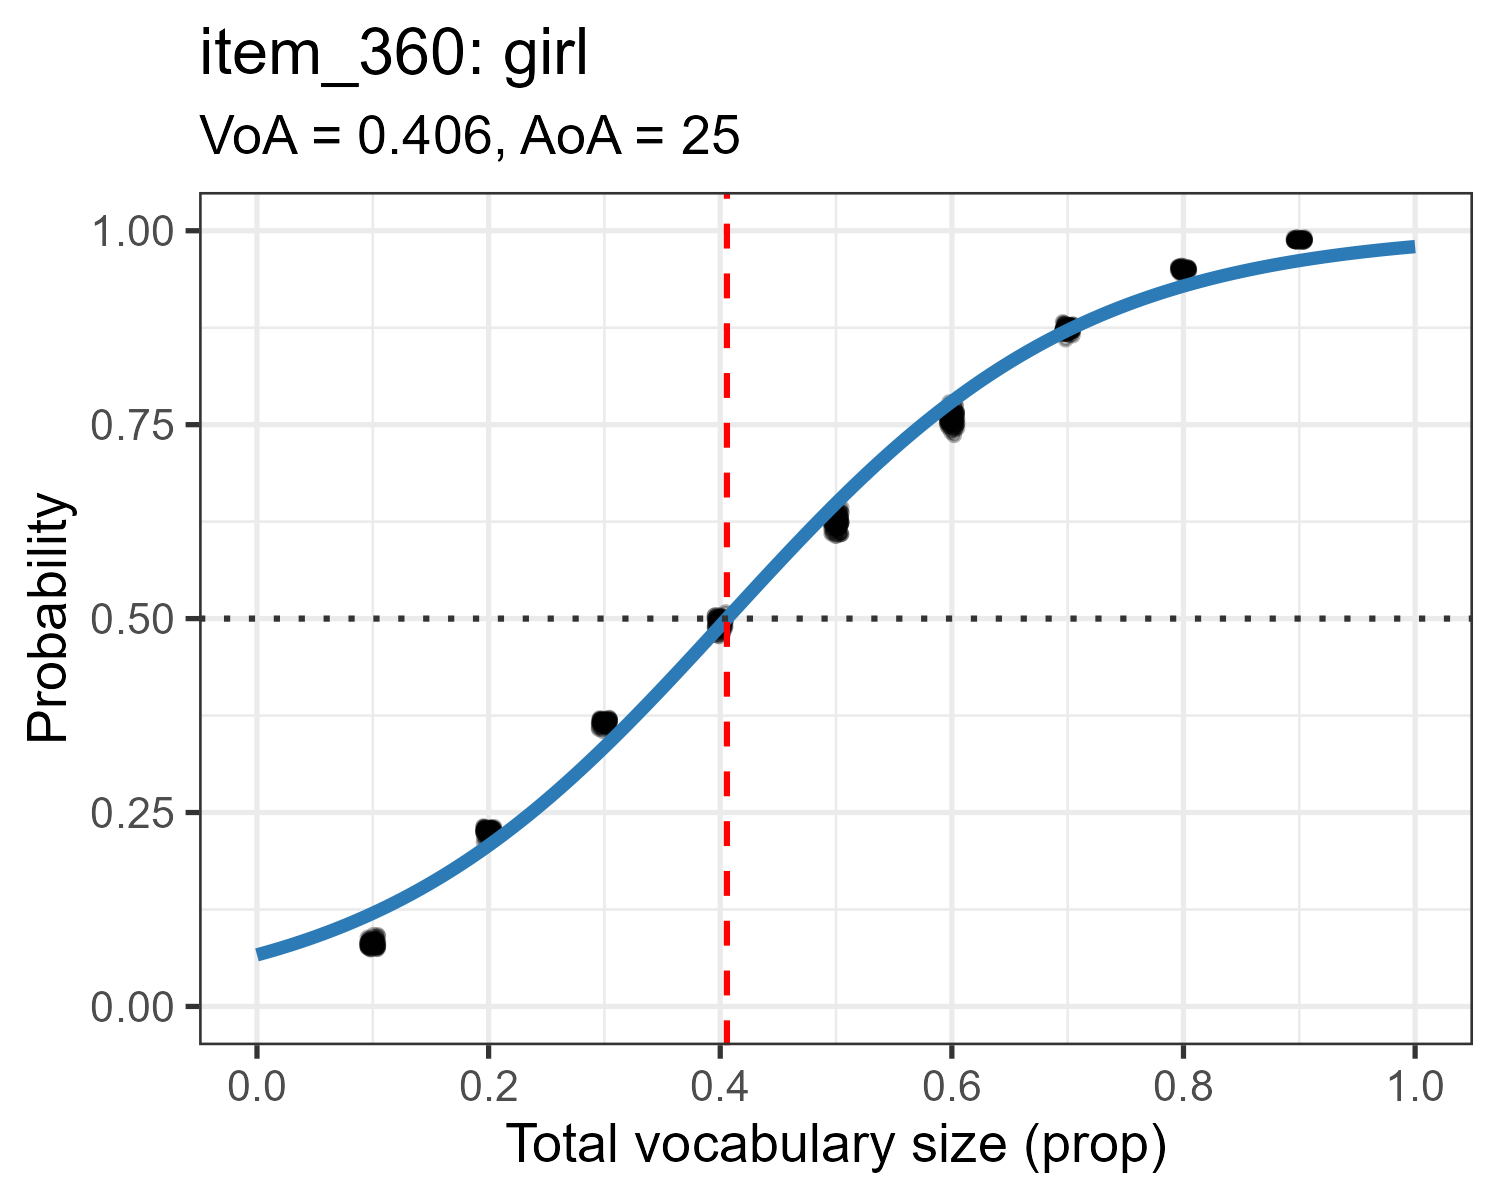 item_360: girl
VoA = 0.406, AoA = 25
1.00
0.75
0.50
0.25
0.00
Probability
0.0 0.2 0.4 0.6 0.8 1.0
Total vocabulary size (prop)